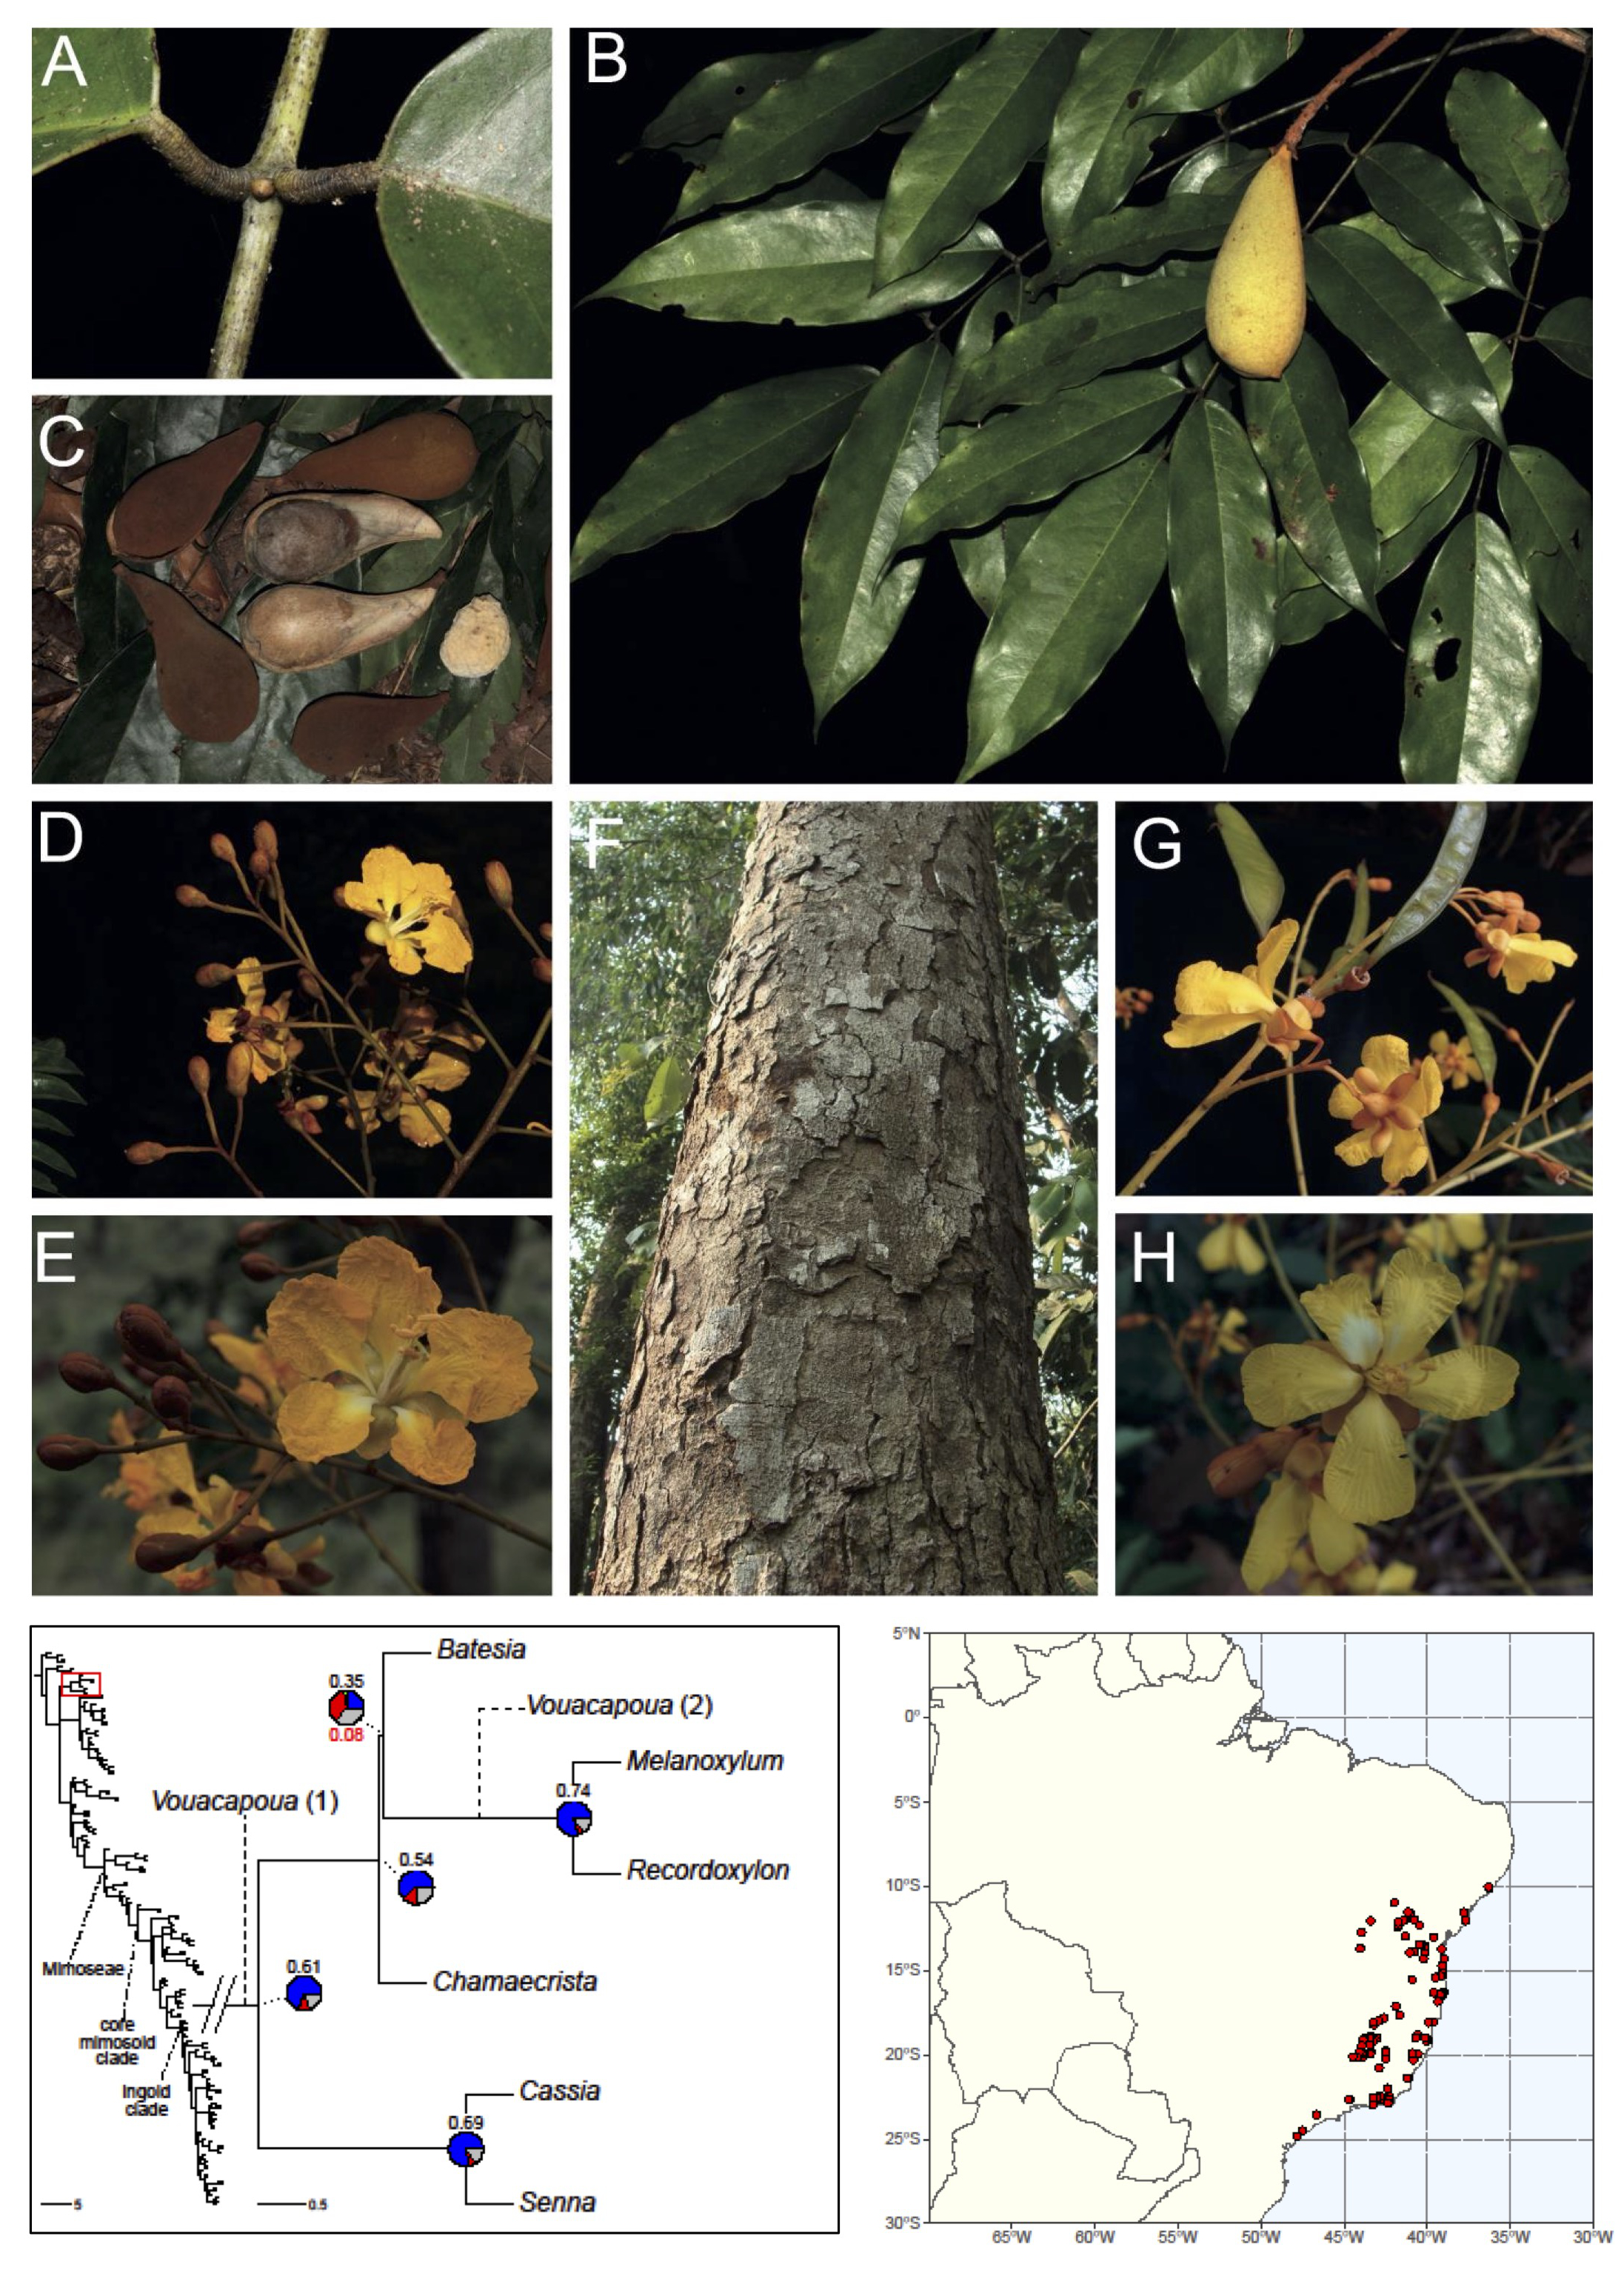 A
B
C
D
E
F
G
H
Batesia
0.35
0.08
Vouacapoua (2)
Melanoxylum
0.74
Recordoxylon
Vouacapoua (1)
0.54
Chamaecrista
0.61
Mimoseae
core
mimosoid
clade
Ingoid
clade
Cassia
0.69
Senna
5
0.5
5°N
0°
5°S
10°S
15°S
20°S
25°S
30°S
65°W 60°W 55°W 50°W 45°W 40°W 35°W 30°W